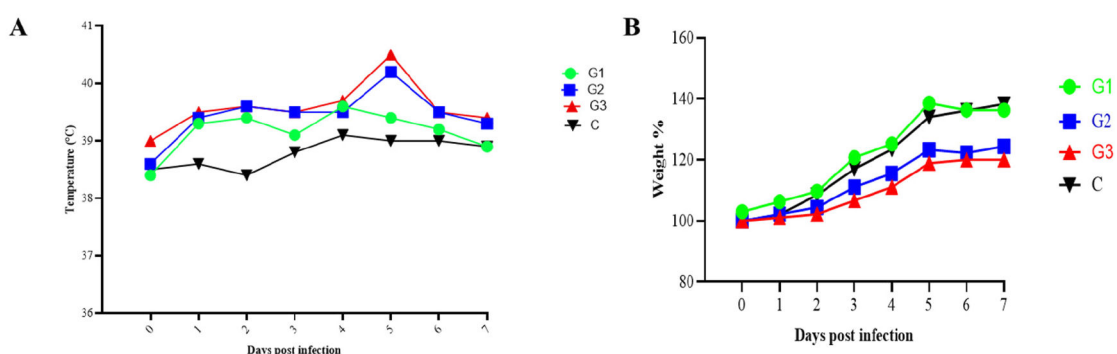 A
Temperature (°C)
41
40
39
38
37
36
0 1 2 3 4 5 6 7
Days post infection
G1
G2
G3
C
B
Weight %
160
140
120
100
80
0 1 2 3 4 5 6 7
Days post infection
G1
G2
G3
C